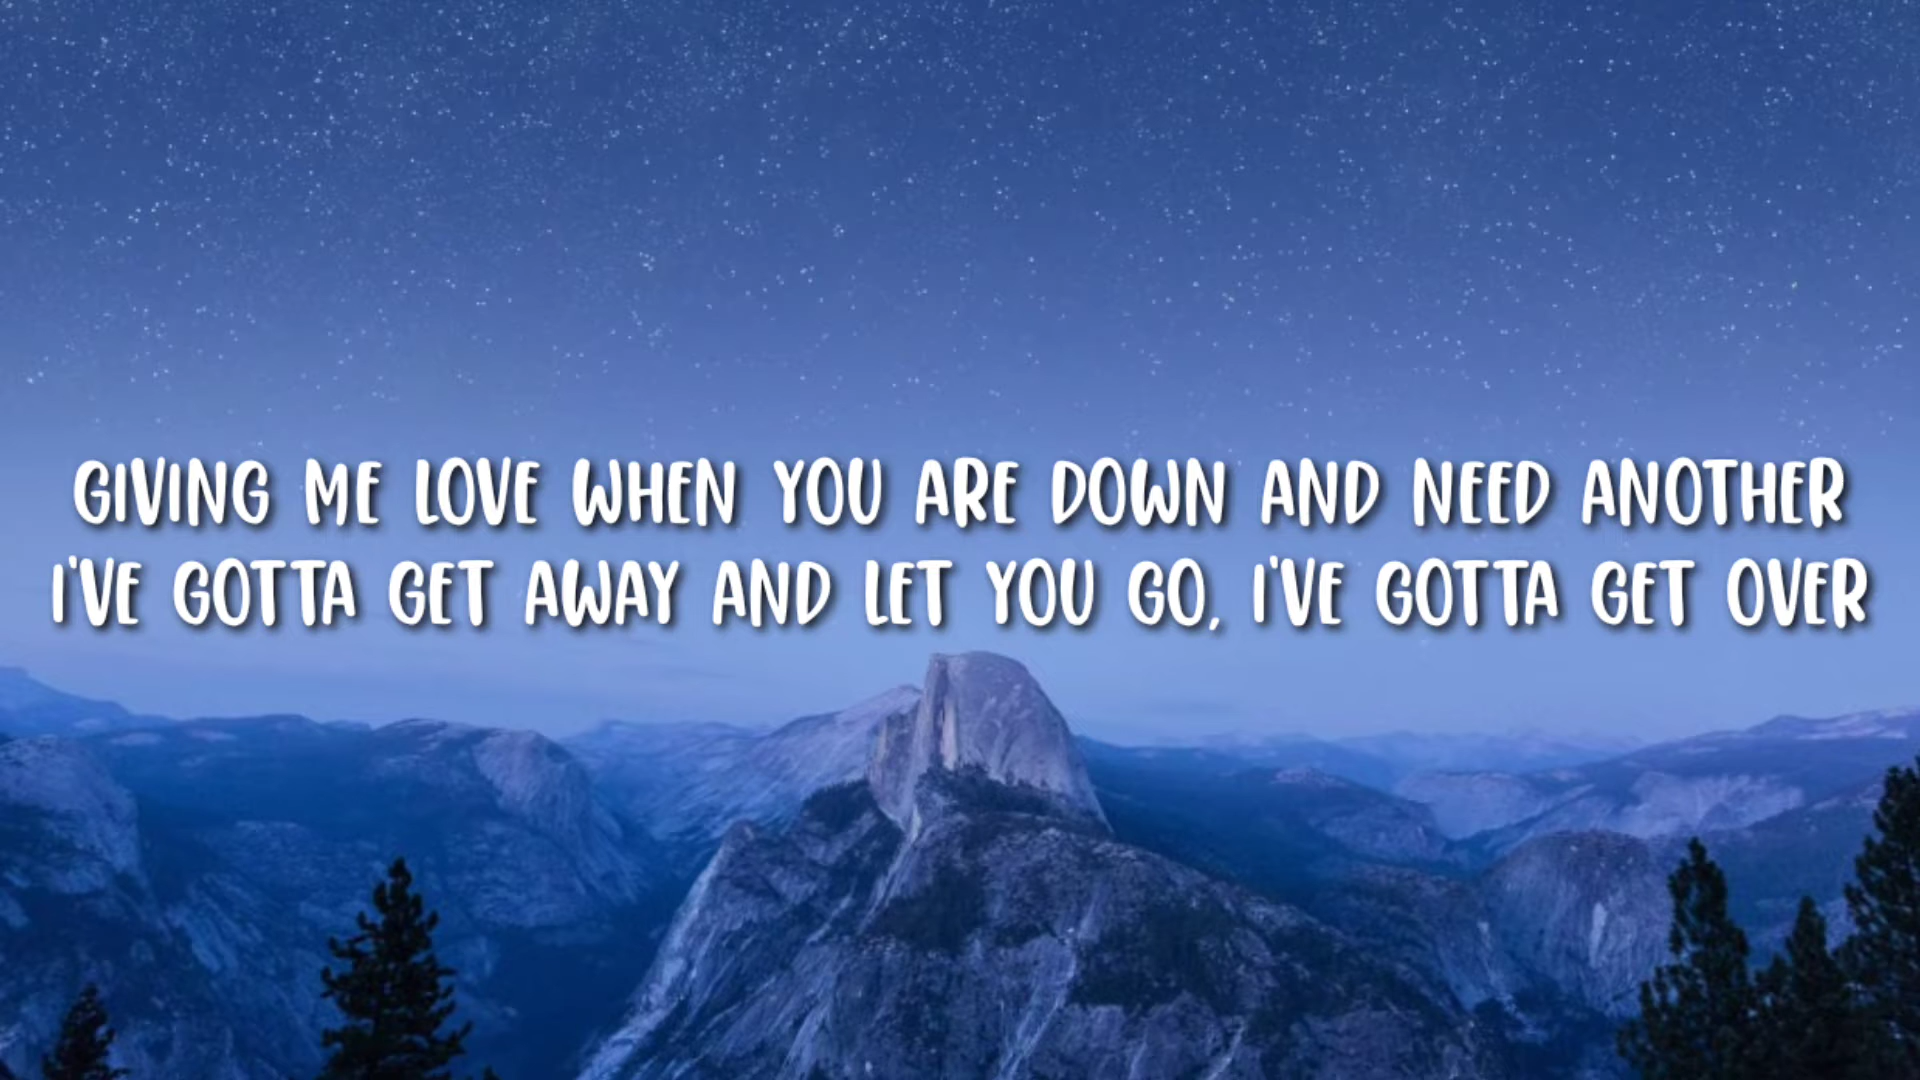 GIVING ME LOVE WHEN YOU ARE DOWN AND NEED ANOTHER
I'VE GOTTA GET AWAY AND LET YOU GO, I'VE GOTTA GET OVER